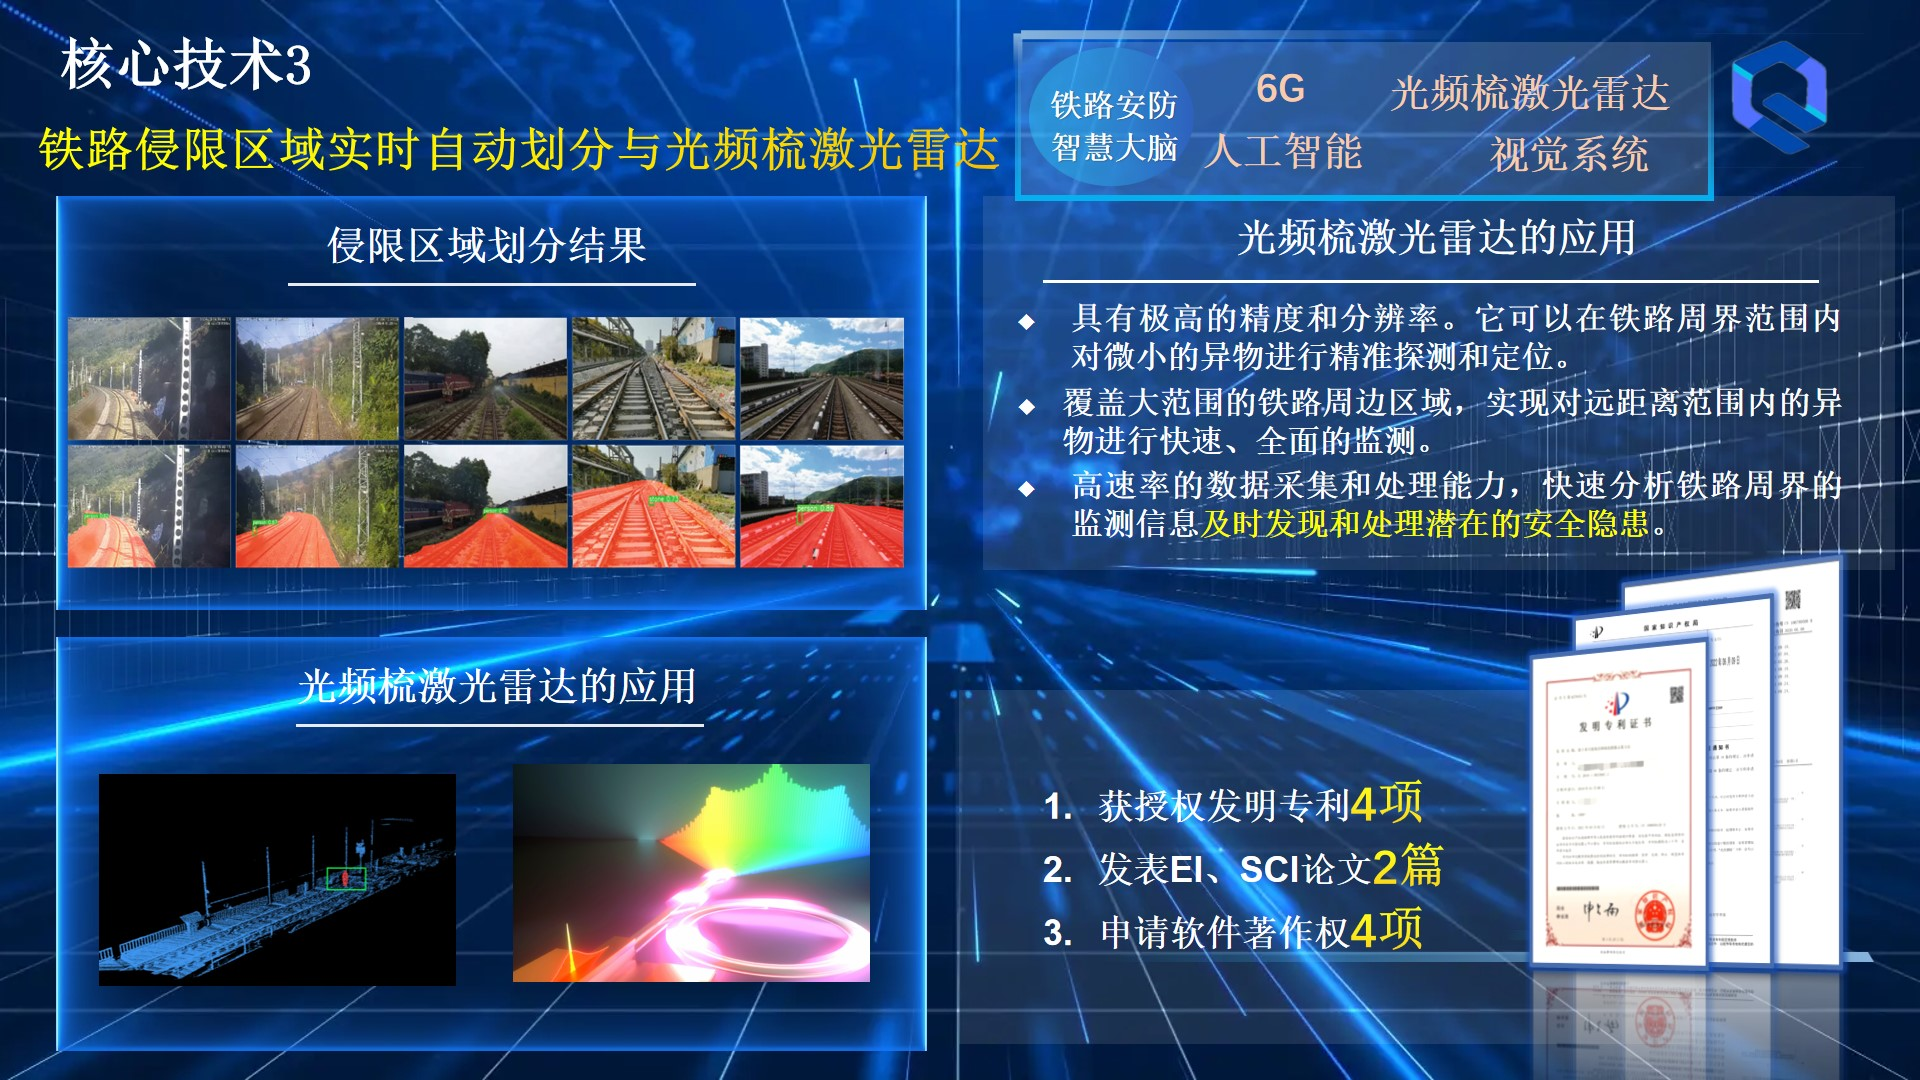 核心技术3
铁路侵限区域实时自动划分与光频梳激光雷达
铁路安防
智慧大脑
6G
光频梳激光雷达
人工智能
视觉系统
侵限区域划分结果
person 0.86
光频梳激光雷达的应用
光频梳激光雷达的应用
◆ 具有极高的精度和分辨率。它可以在铁路周界范围内
对微小的异物进行精准探测和定位。
◆ 覆盖大范围的铁路周边区域，实现对远距离范围内的异
物进行快速、全面的监测。
◆ 高速率的数据采集和处理能力，快速分析铁路周界的
监测信息及时发现和处理潜在的安全隐患。
1. 获授权发明专利4项
2. 发表EI、SCI论文2篇
3. 申请软件著作权4项
国家知识产权局
发明专利证书